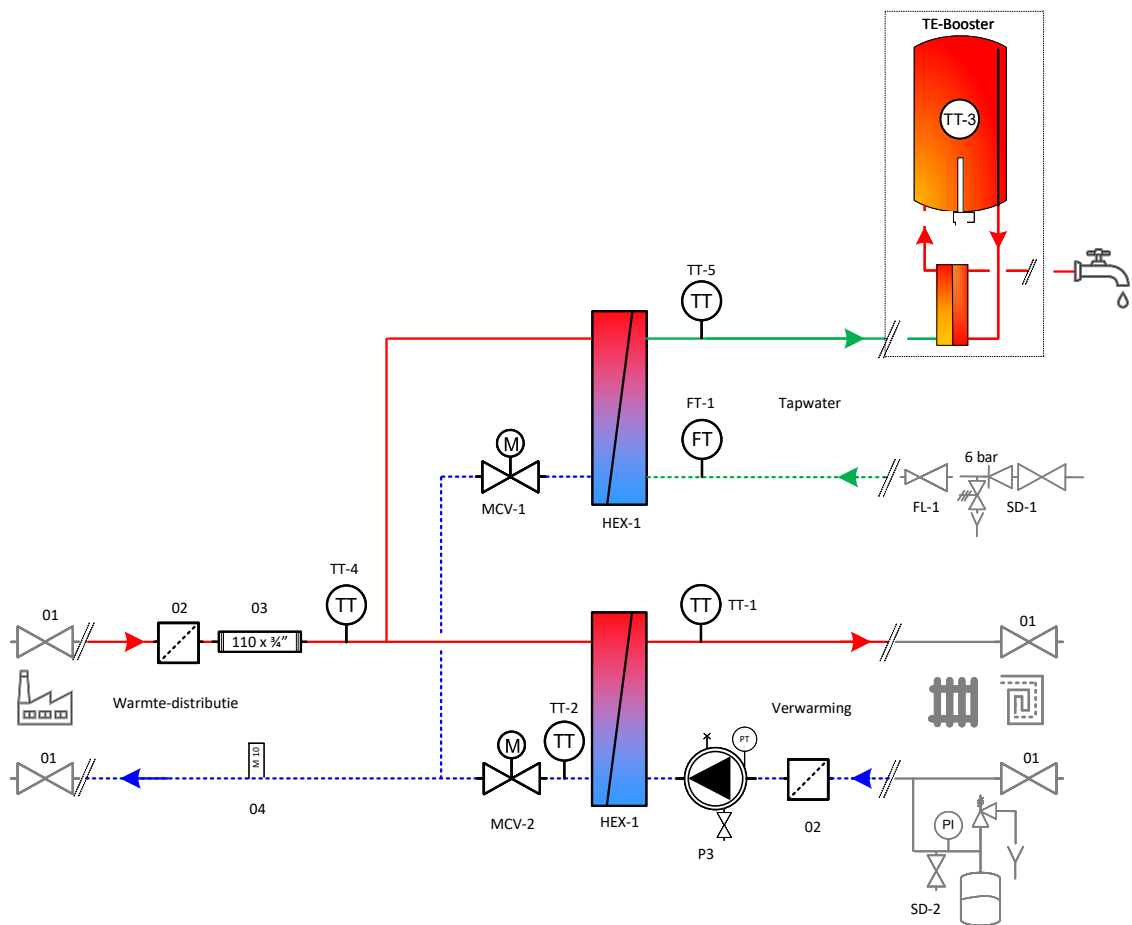 TE-Booster
TT-3
TT-5
TT
FT-1
FT
Tapwater
6 bar
M
MCV-1
HEX-1
FL-1
SD-1
TT-4
TT
TT
TT-1
01
02
03
110 x ¾"
01
Warmte-distributie
TT-2
Verwarming
M
TT
PT
01
M 10
01
04
MCV-2
HEX-1
P3
02
PI
SD-2